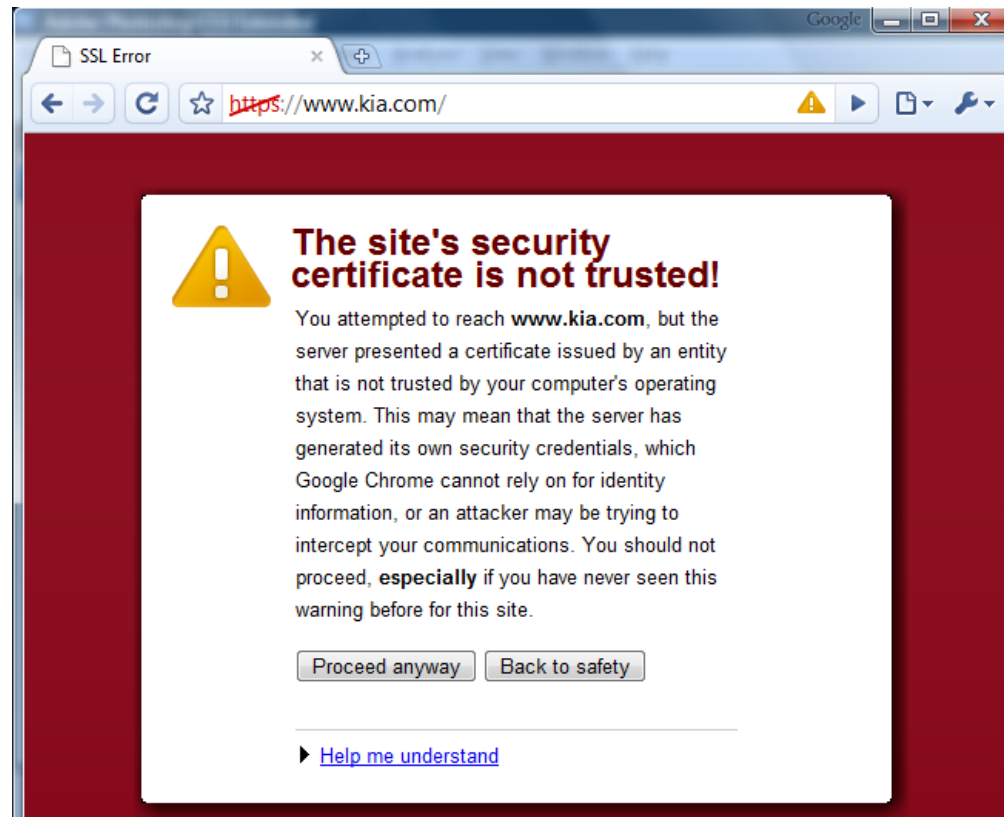 Google
SSL Error
https://www.kia.com/
The site's security
certificate is not trusted!
You attempted to reach www.kia.com, but the
server presented a certificate issued by an entity
that is not trusted by your computer's operating
system. This may mean that the server has
generated its own security credentials, which
Google Chrome cannot rely on for identity
information, or an attacker may be trying to
intercept your communications. You should not
proceed, especially if you have never seen this
warning before for this site.
Proceed anyway Back to safety
Help me understand